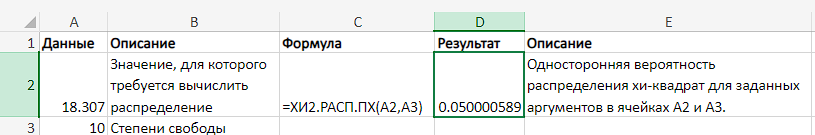 A B C D E
1 Данные Описание Формула Результат Описание
Значение, для которого Односторонняя вероятность
2 требуется вычислить распределения хи-квадрат для заданных
18.307 распределение =ХИ2.РАСП.ПХ(A2,A3) 0.050000589 аргументов в ячейках A2 и A3.
3 10 Степени свободы